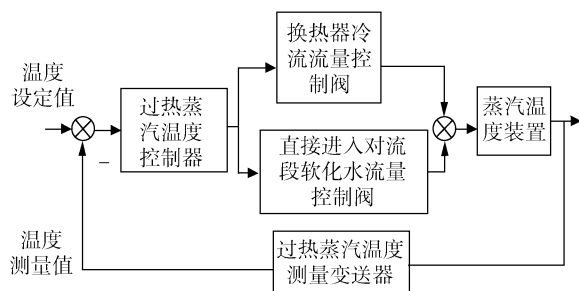 换热器冷
流流量控
制阀
温度
设定值
过热蒸
汽温度
控制器
直接进入对流
段软化水流量
控制阀
蒸汽温
度装置
−
温度
测量值
过热蒸汽温度
测量变送器